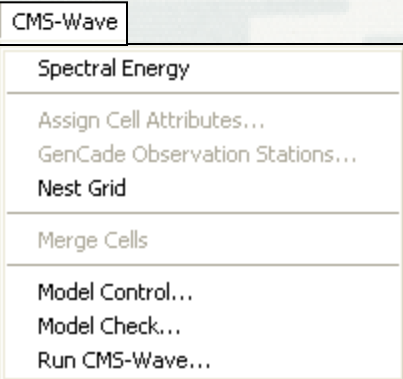 CMS-Wave
Spectral Energy
Assign Cell Attributes...
GenCade Observation Stations...
Nest Grid
Merge Cells
Model Control...
Model Check...
Run CMS-Wave...